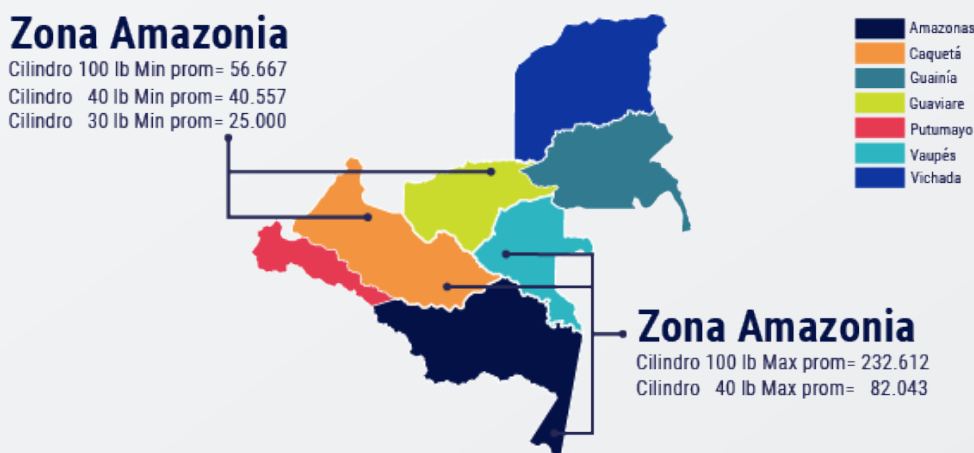 Zona Amazonia
Cilindro 100 lb Min prom= 56.667
Cilindro 40 lb Min prom= 40.557
Cilindro 30 lb Min prom= 25.000
Amazonas
Caquetá
Guainía
Guaviare
Putumayo
Vaupés
Vichada
Zona Amazonia
Cilindro 100 lb Max prom= 232.612
Cilindro 40 lb Max prom= 82.043